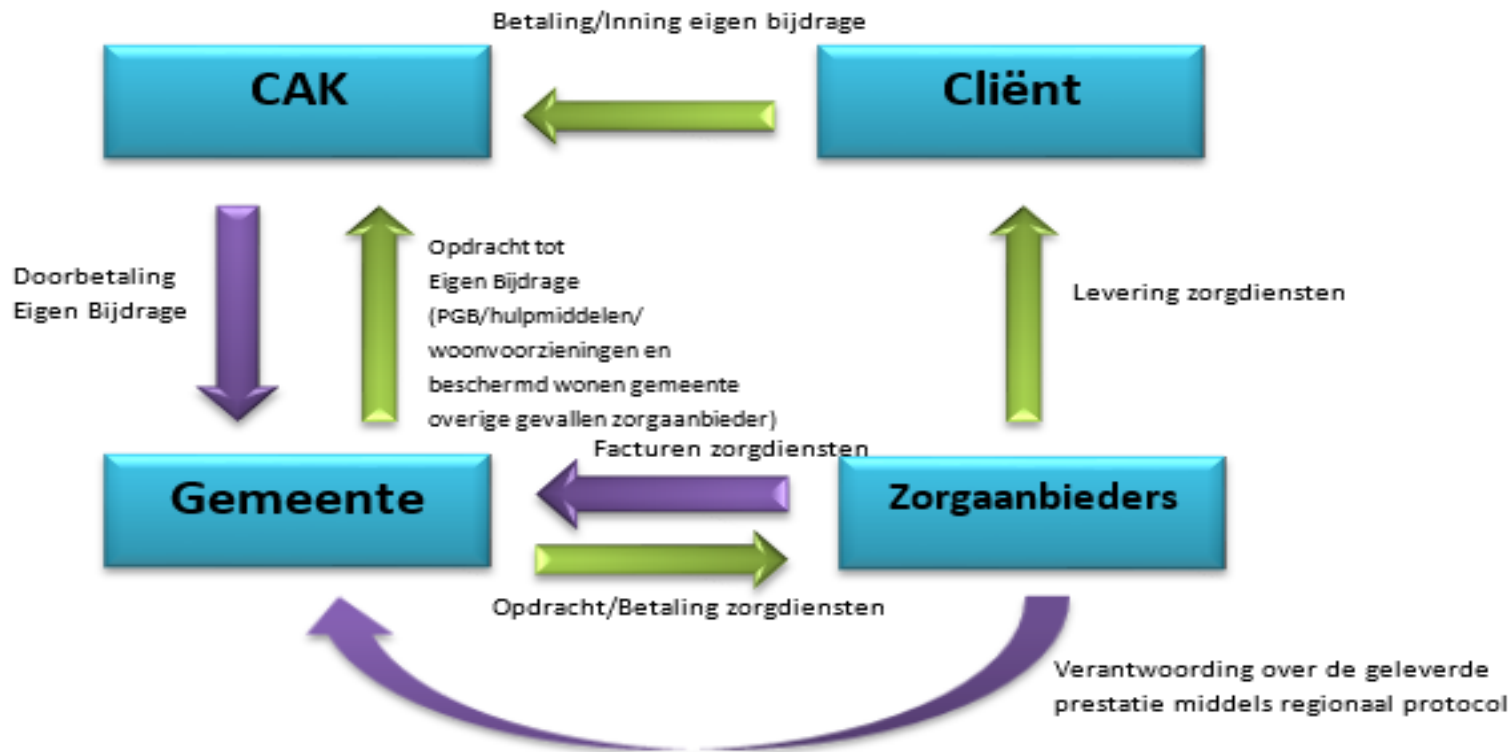 Betaling/Inning eigen bijdrage
CAK
Cliënt
Doorbetaling
Eigen Bijdrage
Opdracht tot
Eigen Bijdrage
(PGB/hulpmiddelen/
woonvoorzieningen en
beschermd wonen gemeente
overige gevallen zorgaanbieder)
Levering zorgdiensten
Facturen zorgdiensten
Gemeente
Zorgaanbieders
Opdracht/Betaling zorgdiensten
Verantwoording over de geleverde
prestatie middels regionaal protocol